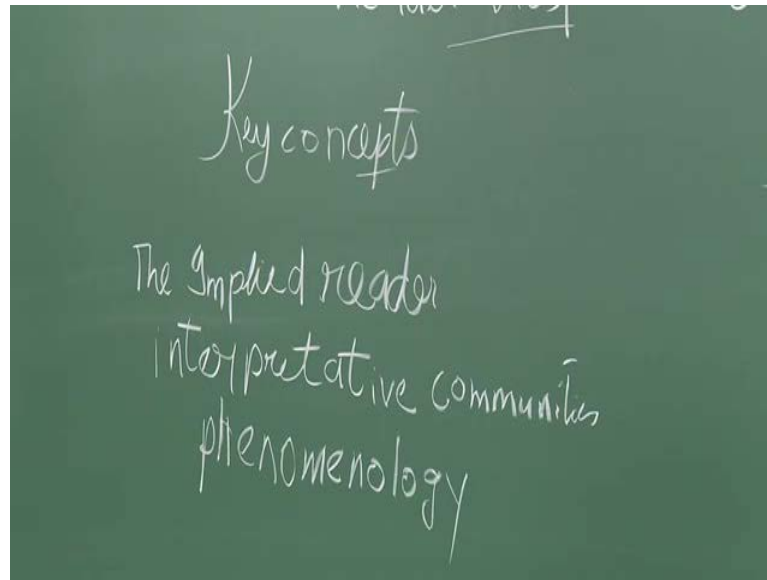 Key concepts
The Implied reader
interpretative communities
phenomenology